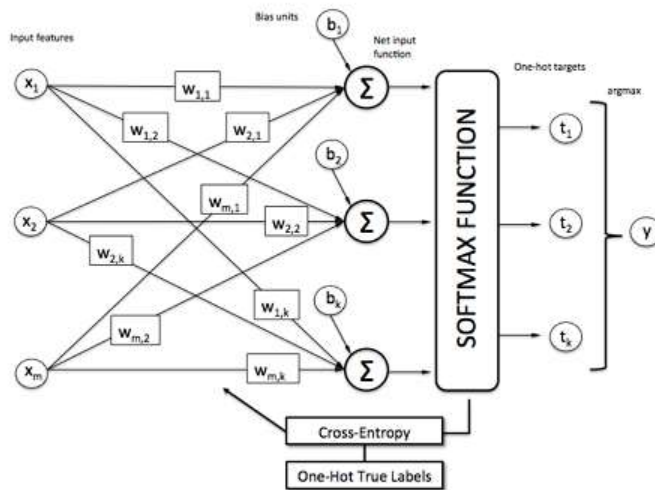 Input features
Bias units
Net input
function
One-hot targets
argmax
b1
x1
w1,1
Σ
t1
w1,2
w2,1
b2
x2
wm,1
w2,2
Σ
SOFTMAX FUNCTION
t2
y
w2,k
bk
w1,k
wm,2
tk
xm
wm,k
Σ
Cross-Entropy
One-Hot True Labels